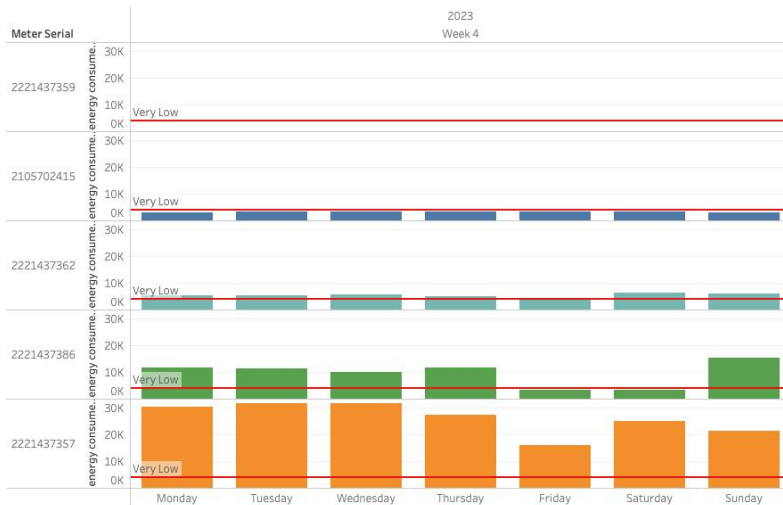 2023
Meter Serial
Week 4
2221437359
energy consume..
30K
20K
10K
0K
Very Low
2105702415
energy consume..
30K
20K
10K
0K
Very Low
2221437362
energy consume..
30K
20K
10K
0K
Very Low
2221437386
energy consume..
30K
20K
10K
0K
Very Low
2221437357
energy consume..
30K
20K
10K
0K
Very Low
Monday Tuesday Wednesday Thursday Friday Saturday Sunday